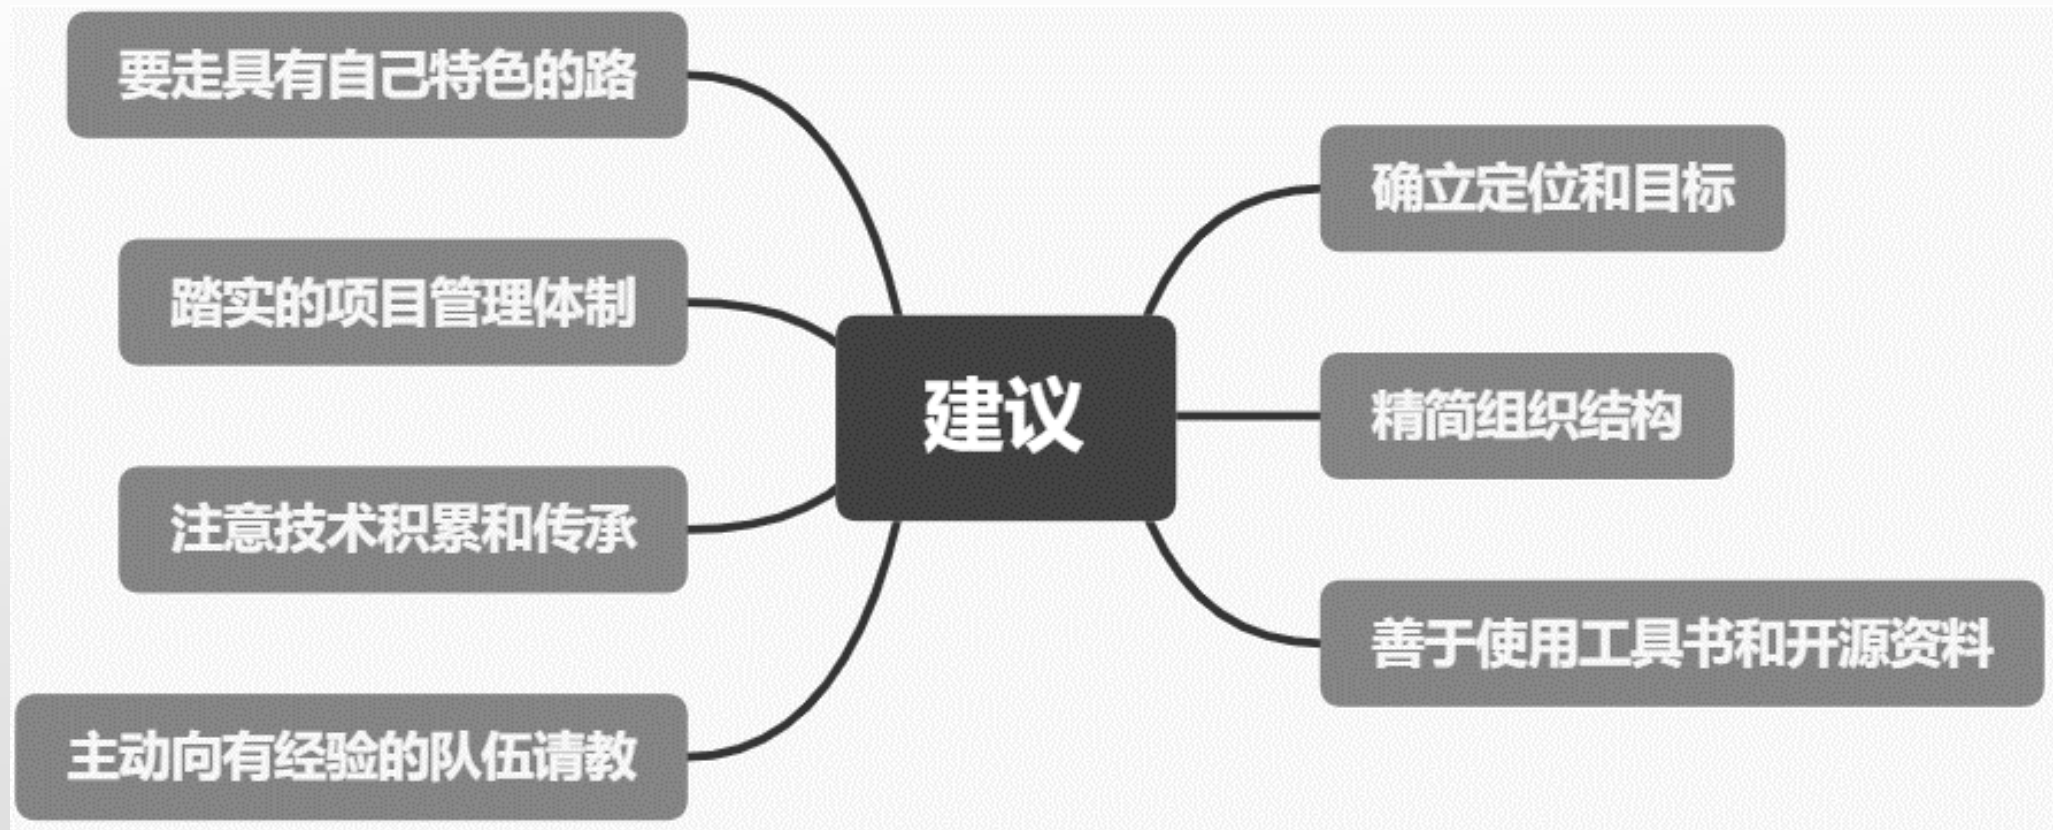 建议
确立定位和目标
精简组织结构
善于使用工具书和开源资料
要走具有自己特色的路
踏实的项目管理体制
注意技术积累和传承
主动向有经验的队伍请教